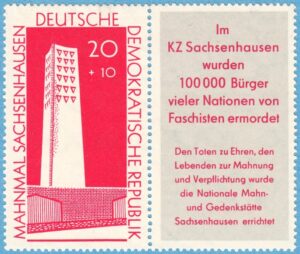 DEUTSCHE
DEMOKRATISCHE REPUBLIK
MAHNMAL SACHSENHAUSEN
20
+ 10
Im
KZ Sachsenhausen
wurden
100 000 Bürger
vieler Nationen von
Faschisten ermordet
Den Toten zu Ehren, den
Lebenden zur Mahnung
und Verpflichtung wurde
die Nationale Mahn-
und Gedenkstätte
Sachsenhausen errichtet